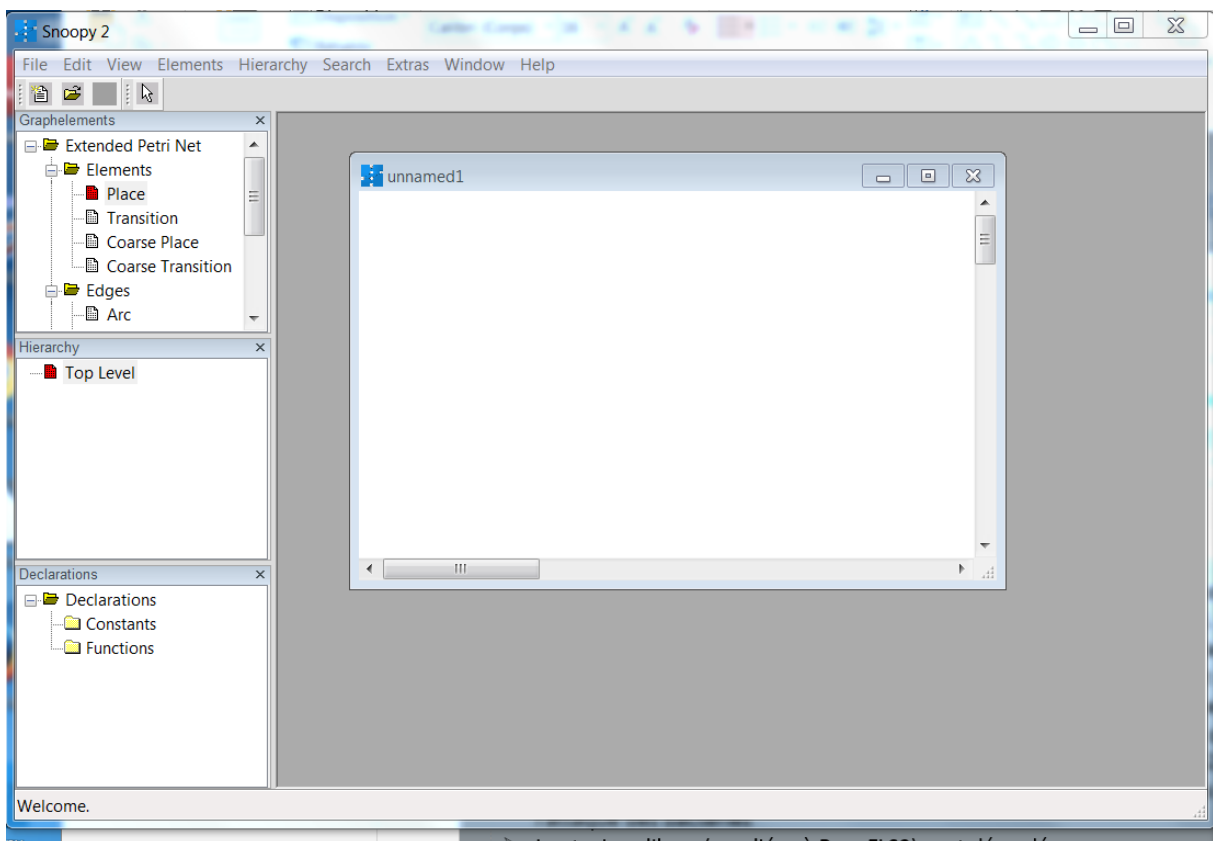 Snoopy 2
File Edit View Elements Hierarchy Search Extras Window Help
Graphelements
Extended Petri Net
Elements
Place
Transition
Coarse Place
Coarse Transition
Edges
Arc
Hierarchy
Top Level
Declarations
Declarations
Constants
Functions
unnamed1
Welcome.